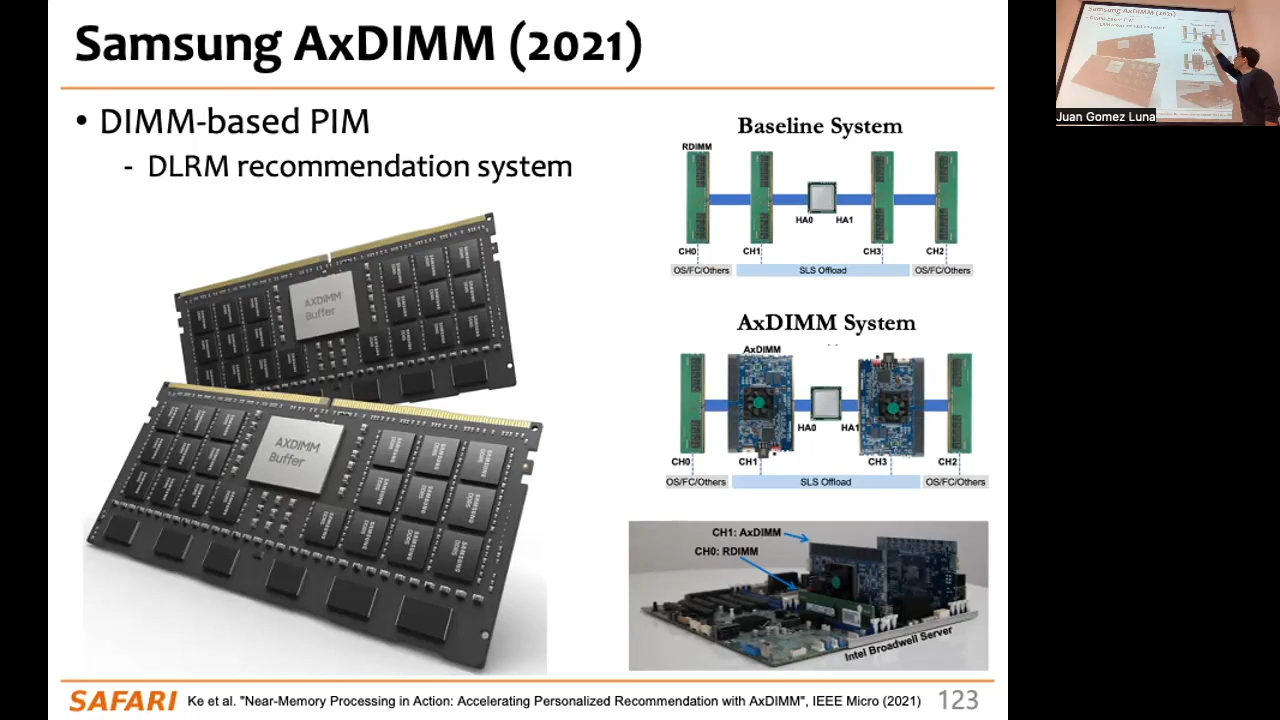 Samsung AxDIMM (2021)
• DIMM-based PIM
- DLRM recommendation system
AXDIMM
Buffer
AXDIMM
Buffer
Baseline System
RDIMM
HA0 HA1
CH0 CH1 CH3 CH2
OS/FC/Others SLS Offload OS/FC/Others
AxDIMM System
AxDIMM
HA0 HA1
CH0 CH1 CH3 CH2
OS/FC/Others SLS Offload OS/FC/Others
CH1: AxDIMM
CH0: RDIMM
Intel Broadwell Server
SAFARI
Ke et al. "Near-Memory Processing in Action: Accelerating Personalized Recommendation with AxDIMM", IEEE Micro (2021)
123
Samsung AxDIMM (2021)
Juan Gomez Luna